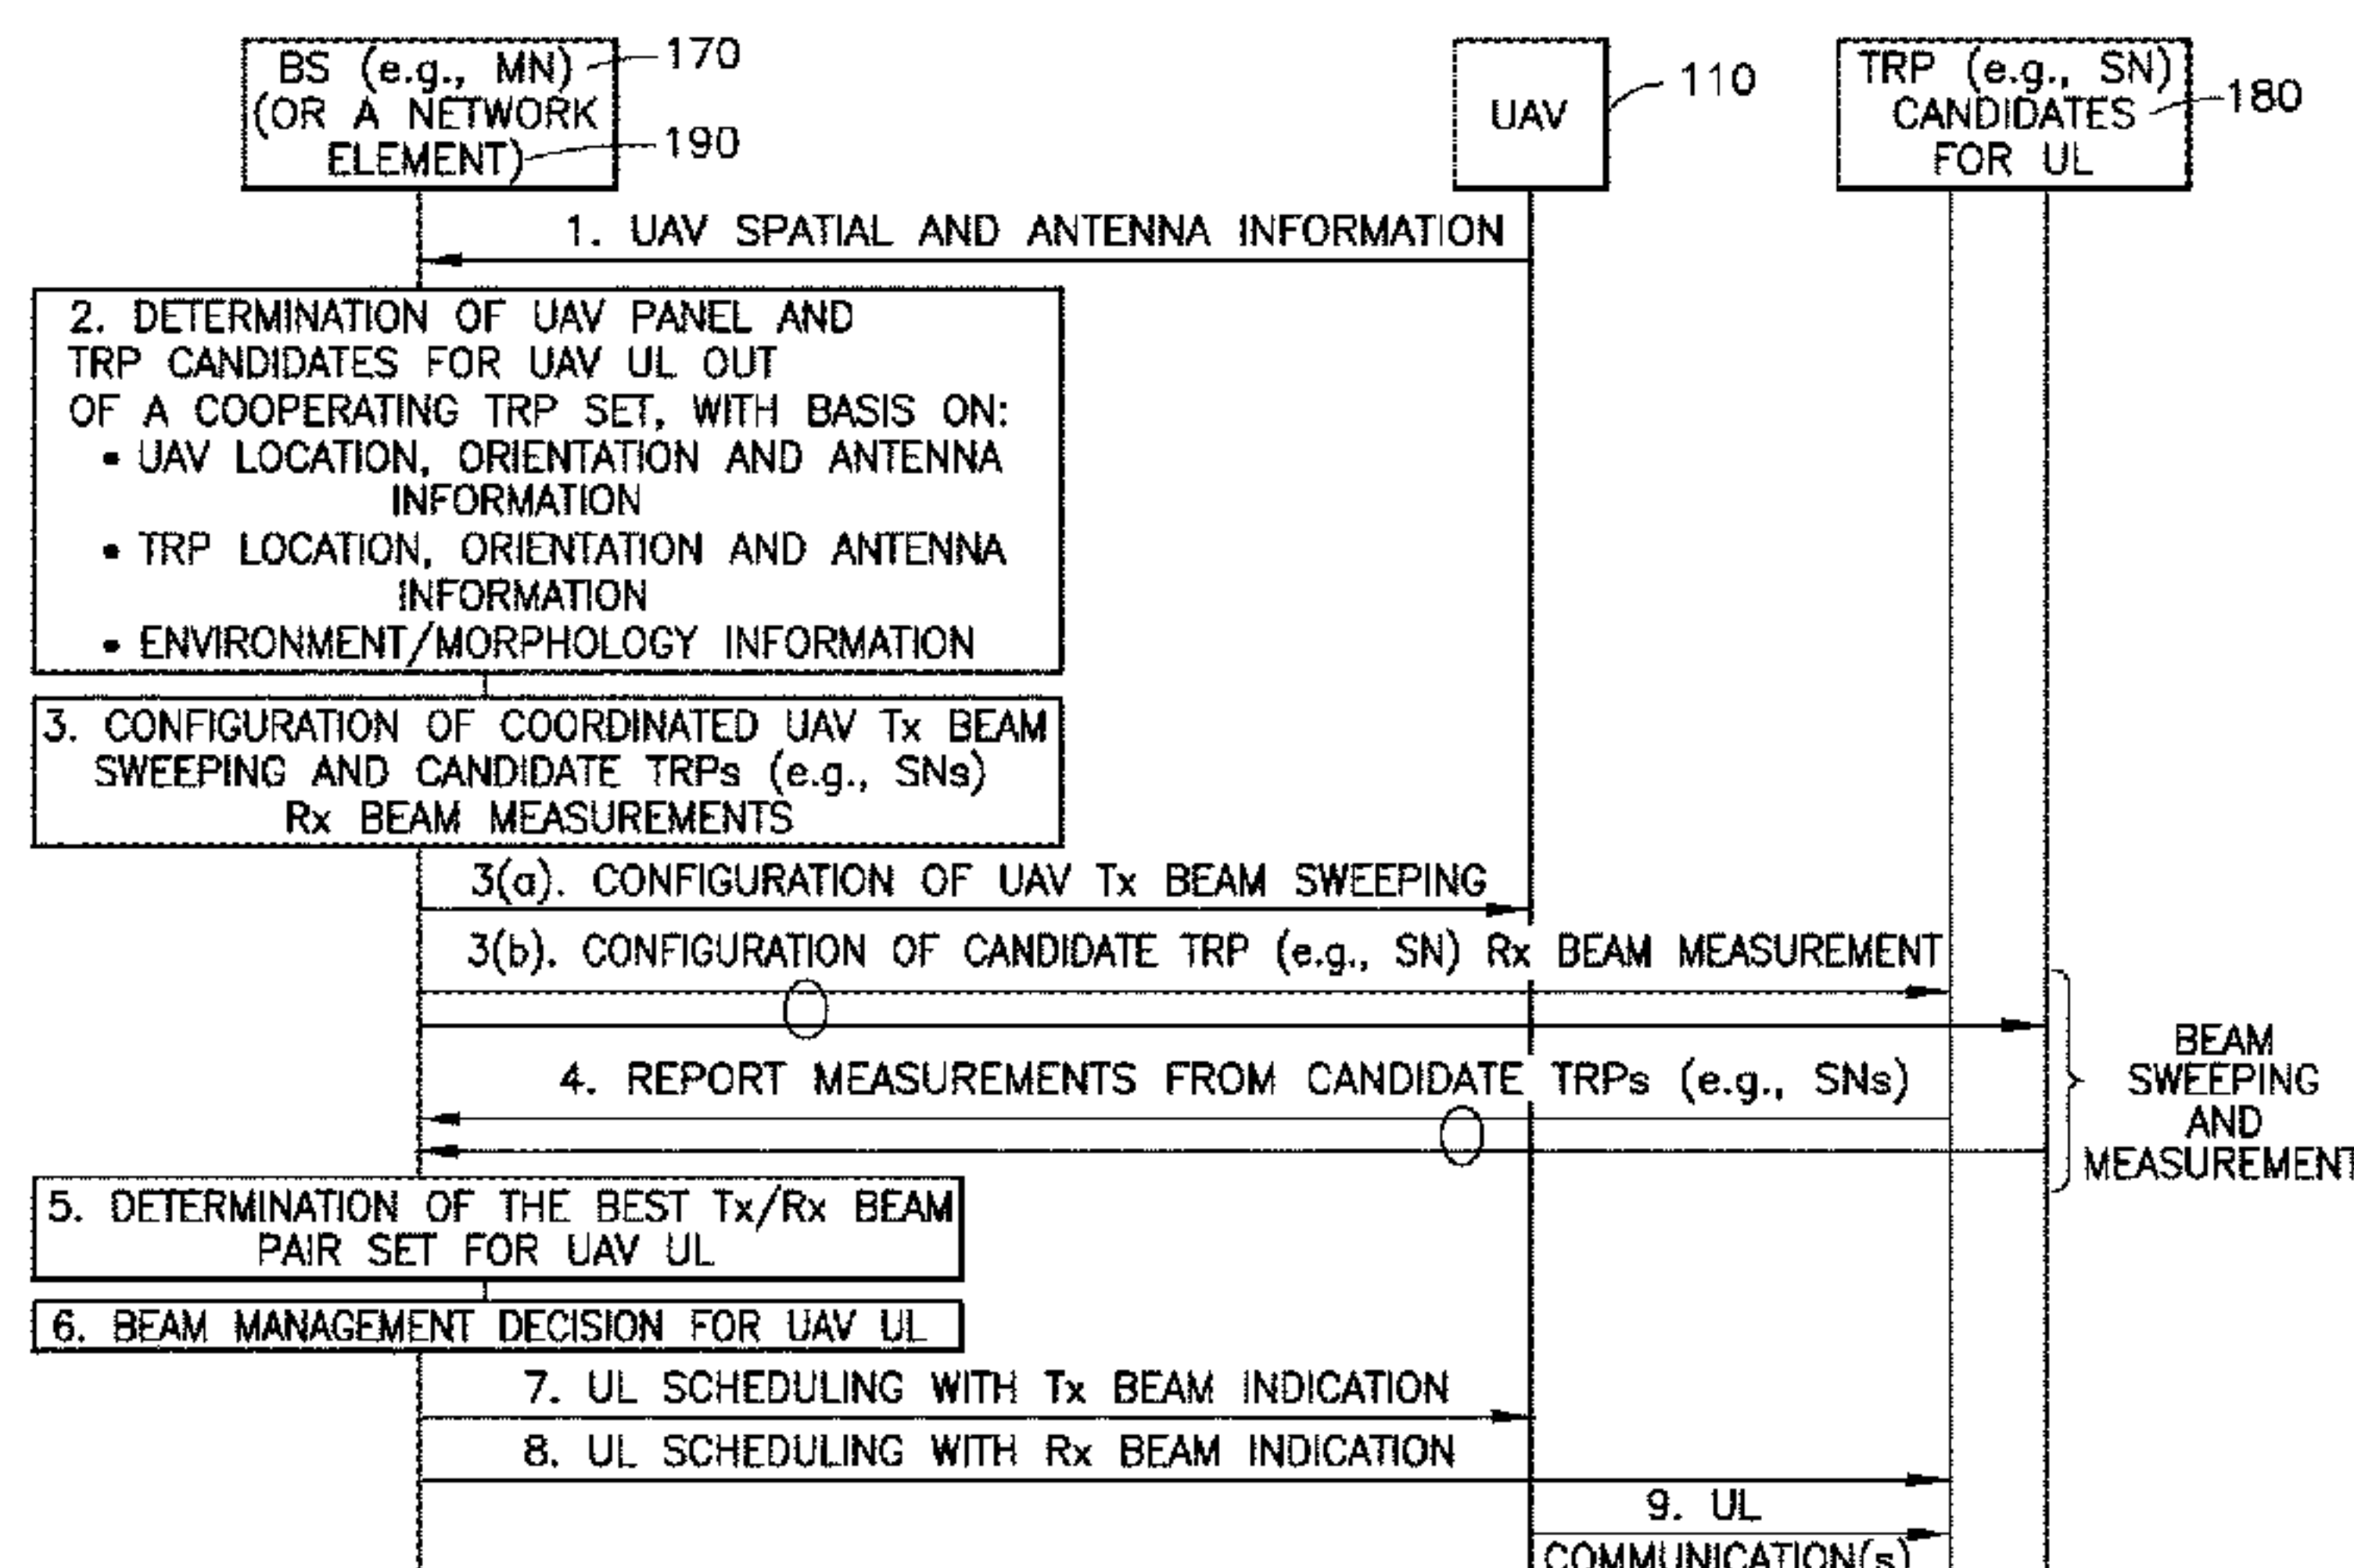 BS (e.g., MN)
(OR A NETWORK
ELEMENT)
170
190
UAV
110
TRP (e.g., SN)
CANDIDATES
FOR UL
180
1. UAV SPATIAL AND ANTENNA INFORMATION
2. DETERMINATION OF UAV PANEL AND
TRP CANDIDATES FOR UAV UL OUT
OF A COOPERATING TRP SET, WITH BASIS ON:
• UAV LOCATION, ORIENTATION AND ANTENNA
INFORMATION
• TRP LOCATION, ORIENTATION AND ANTENNA
INFORMATION
• ENVIRONMENT/MORPHOLOGY INFORMATION
3. CONFIGURATION OF COORDINATED UAV Tx BEAM
SWEEPING AND CANDIDATE TRPs (e.g., SNs)
Rx BEAM MEASUREMENTS
3(a). CONFIGURATION OF UAV Tx BEAM SWEEPING
3(b). CONFIGURATION OF CANDIDATE TRP (e.g., SN) Rx BEAM MEASUREMENT
4. REPORT MEASUREMENTS FROM CANDIDATE TRPs (e.g., SNs)
BEAM
SWEEPING
AND
MEASUREMENT
5. DETERMINATION OF THE BEST Tx/Rx BEAM
PAIR SET FOR UAV UL
6. BEAM MANAGEMENT DECISION FOR UAV UL
7. UL SCHEDULING WITH Tx BEAM INDICATION
8. UL SCHEDULING WITH Rx BEAM INDICATION
9. UL
COMMUNICATION(s)